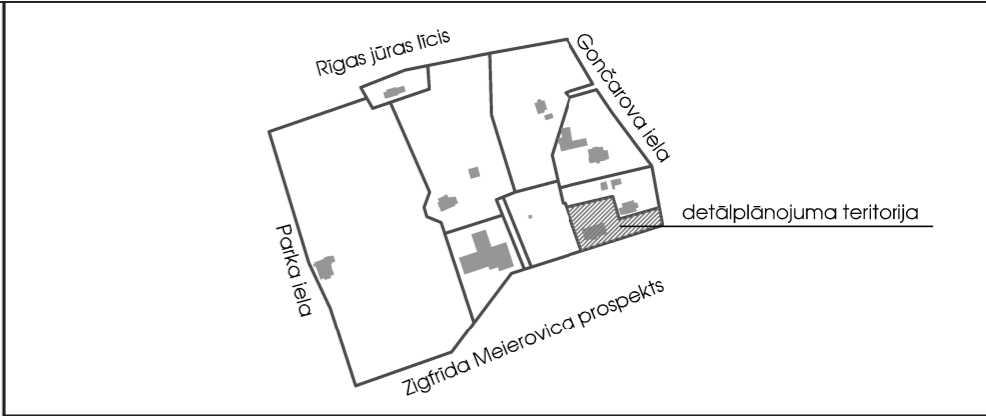 Rīgas jūras līcis
Gončarova iela
detālplānojuma teritorija
Parka iela
Zigfrīda Meierovica prospekts